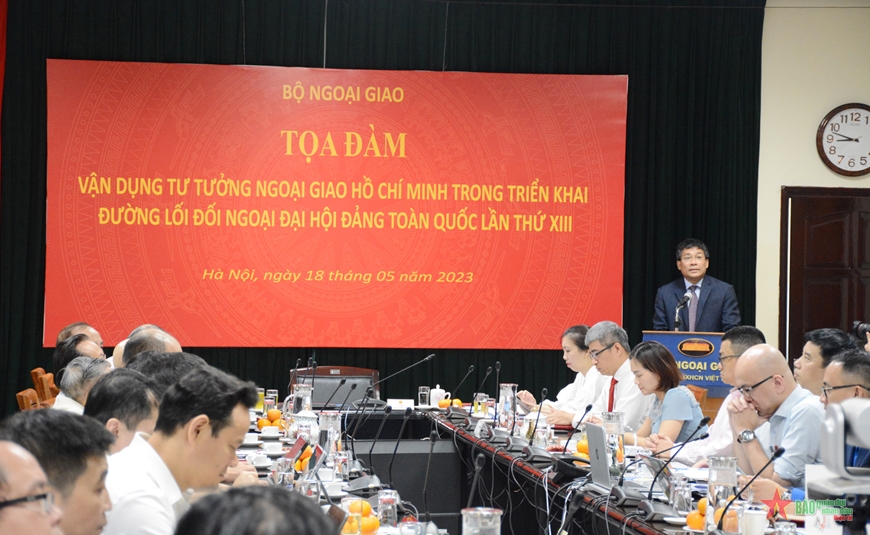 BỘ NGOẠI GIAO
TỌA ĐÀM
VẬN DỤNG TƯ TƯỞNG NGOẠI GIAO HỒ CHÍ MINH TRONG TRIỂN KHAI
ĐƯỜNG LỐI ĐỐI NGOẠI ĐẠI HỘI ĐẢNG TOÀN QUỐC LẦN THỨ XIII
Hà Nội, ngày 18 tháng 05 năm 2023
NGOẠI GI
VIỆT
BÁO